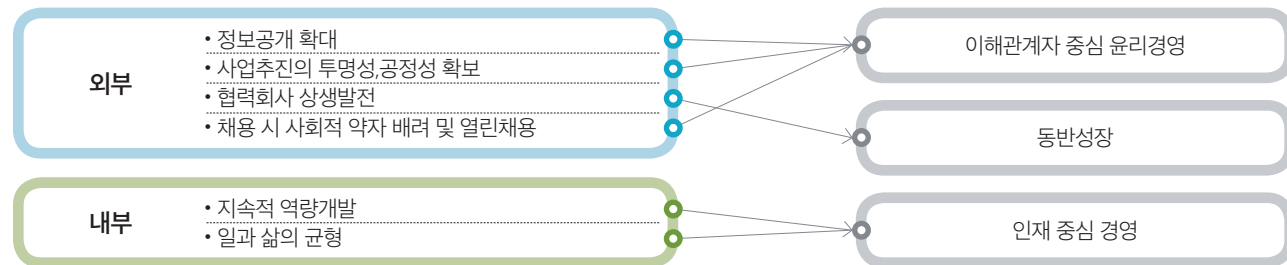 외부
• 정보공개 확대
• 사업추진의 투명성,공정성 확보
• 협력회사 상생발전
• 채용 시 사회적 약자 배려 및 열린채용
내부
• 지속적 역량개발
• 일과 삶의 균형
이해관계자 중심 윤리경영
동반성장
인재 중심 경영